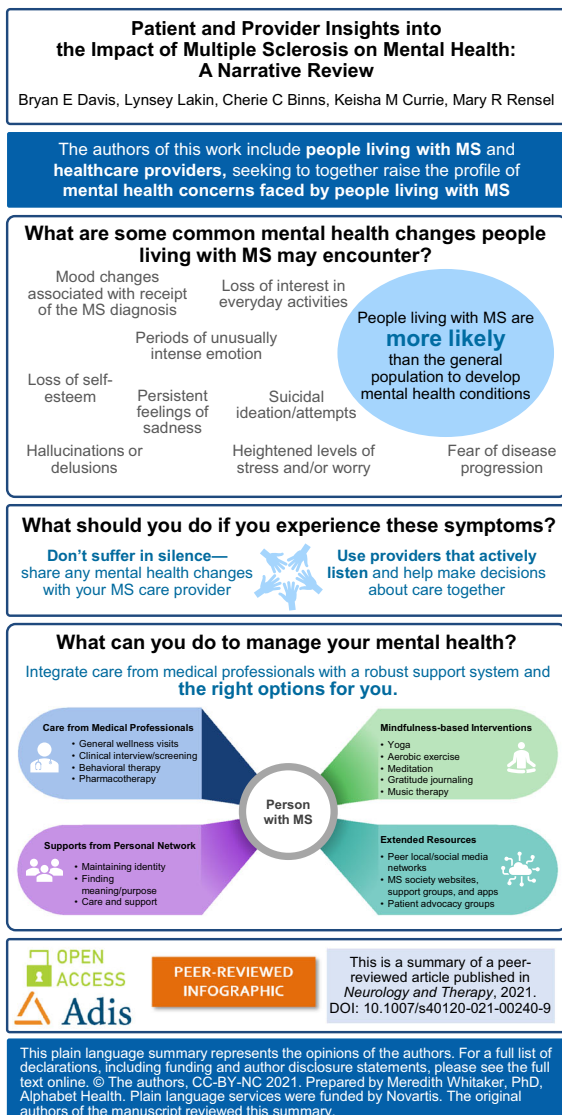 Patient and Provider Insights into
the Impact of Multiple Sclerosis on Mental Health:
A Narrative Review
Bryan E Davis, Lynsey Lakin, Cherie C Binns, Keisha M Currie, Mary R Rensel
The authors of this work include people living with MS and
healthcare providers, seeking to together raise the profile of
mental health concerns faced by people living with MS
What are some common mental health changes people
living with MS may encounter?
Mood changes
associated with receipt
of the MS diagnosis
Loss of interest in
everyday activities
People living with MS are
more likely
than the general
population to develop
mental health conditions
Periods of unusually
intense emotion
Loss of self-
esteem
Persistent
feelings of
sadness
Suicidal
ideation/attempts
Hallucinations or
delusions
Heightened levels of
stress and/or worry
Fear of disease
progression
What should you do if you experience these symptoms?
Don't suffer in silence—
share any mental health changes
with your MS care provider
Use providers that actively
listen and help make decisions
about care together
What can you do to manage your mental health?
Integrate care from medical professionals with a robust support system and
the right options for you.
Care from Medical Professionals
• General wellness visits
• Clinical interview/screening
• Behavioral therapy
• Pharmacotherapy
Mindfulness-based Interventions
• Yoga
• Aerobic exercise
• Meditation
• Gratitude journaling
• Music therapy
Person
with MS
Supports from Personal Network
• Maintaining identity
• Finding
meaning/purpose
• Care and support
Extended Resources
• Peer local/social media
networks
• MS society websites,
support groups, and apps
• Patient advocacy groups
OPEN
ACCESS
Adis
PEER-REVIEWED
INFOGRAPHIC
This is a summary of a peer-
reviewed article published in
Neurology and Therapy, 2021.
DOI: 10.1007/s40120-021-00240-9
This plain language summary represents the opinions of the authors. For a full list of
declarations, including funding and author disclosure statements, please see the full
text online. © The authors, CC-BY-NC 2021. Prepared by Meredith Whitaker, PhD,
Alphabet Health. Plain language services were funded by Novartis. The original
authors of the manuscript reviewed this summary.